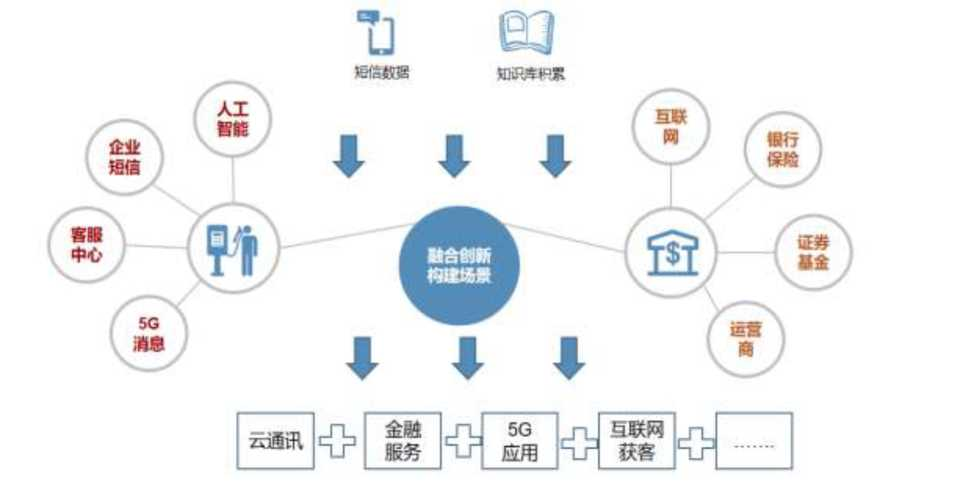 短信数据
知识库积累
人工
智能
企业
短信
客服
中心
5G
消息
融合创新
构建场景
$
互联
网
银行
保险
证券
基金
运营
商
云通讯
金融
服务
5G
应用
互联网
获客
.......